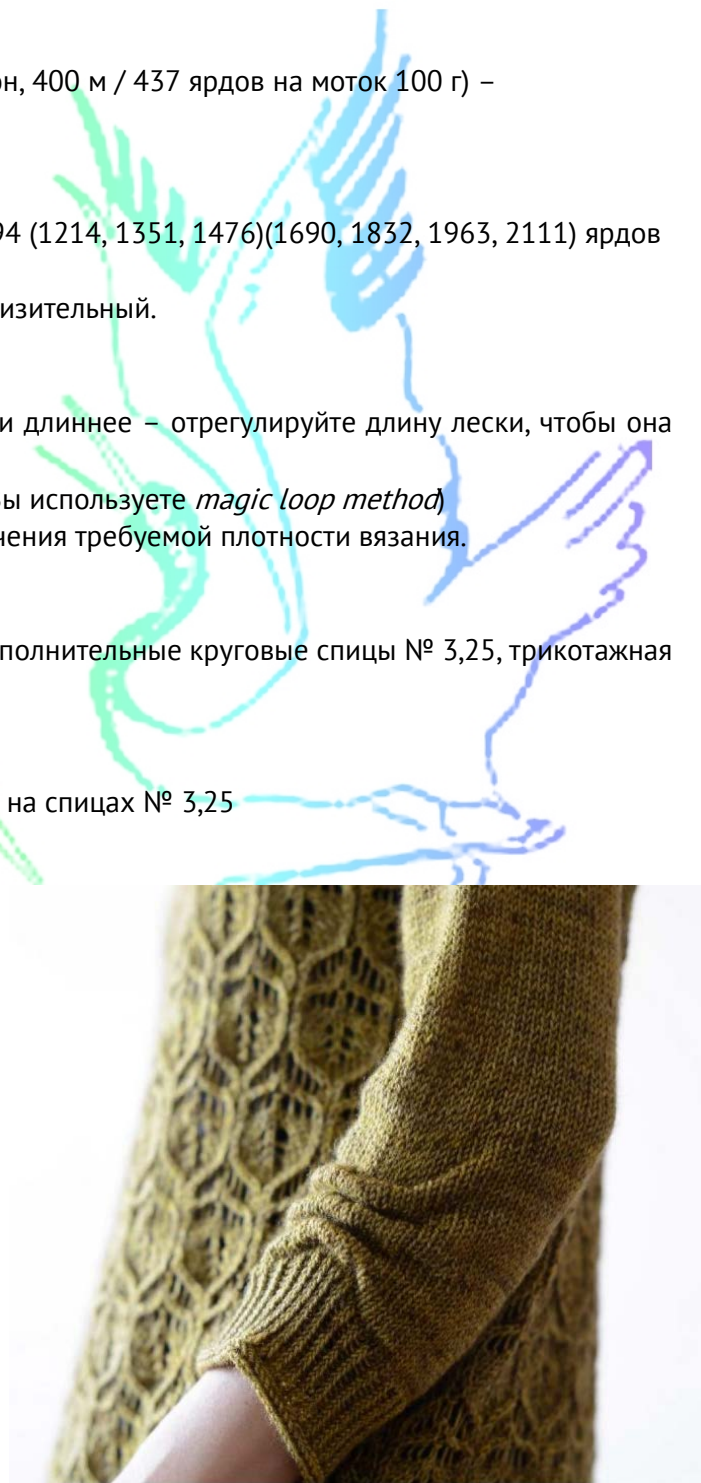 он, 400 м / 437 ярдов на моток 100 г) –
94 (1214, 1351, 1476)(1690, 1832, 1963, 2111) ярдов
изительный.
и длиннее – отрегулируйте длину лески, чтобы она
вы используете magic loop method)
чения требуемой плотности вязания.
полнительные круговые спицы № 3,25, трикотажная
на спицах № 3,25